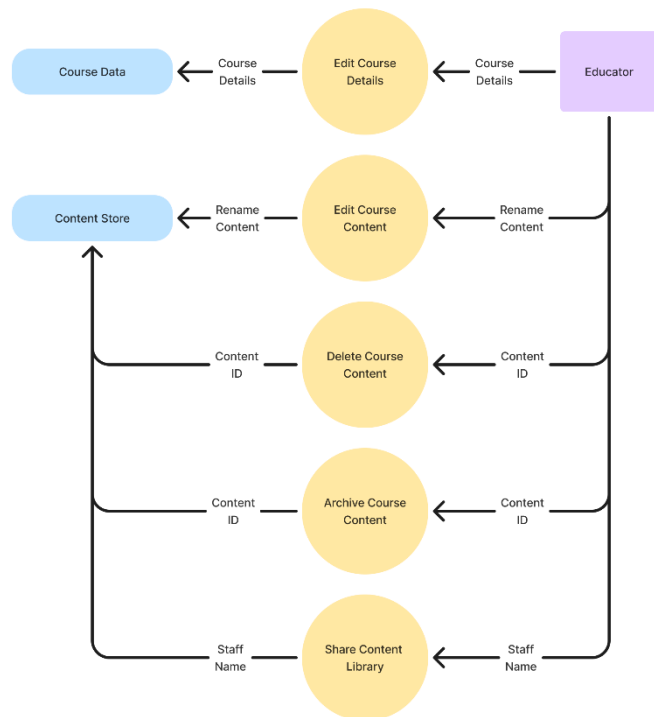 Course Data
Course
Details
Edit Course
Details
Course
Details
Educator
Content Store
Rename
Content
Edit Course
Content
Rename
Content
Content
ID
Delete Course
Content
Content
ID
Content
ID
Archive Course
Content
Content
ID
Staff
Name
Share Content
Library
Staff
Name